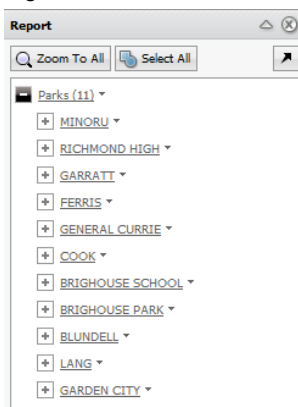 Report
Zoom To All Select All
Parks (11)
MINORU
RICHMOND HIGH
GARRATT
FERRIS
GENERAL CURRIE
COOK
BRIGHOUSE SCHOOL
BRIGHOUSE PARK
BLUNDELL
LANG
GARDEN CITY